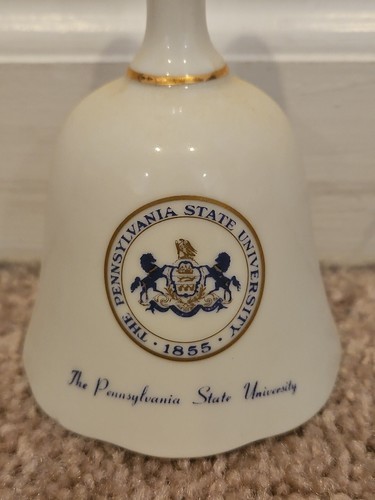 THE PENNSYLVANIA STATE UNIVERSITY
· 1855 ·
The Pennsylvania State University